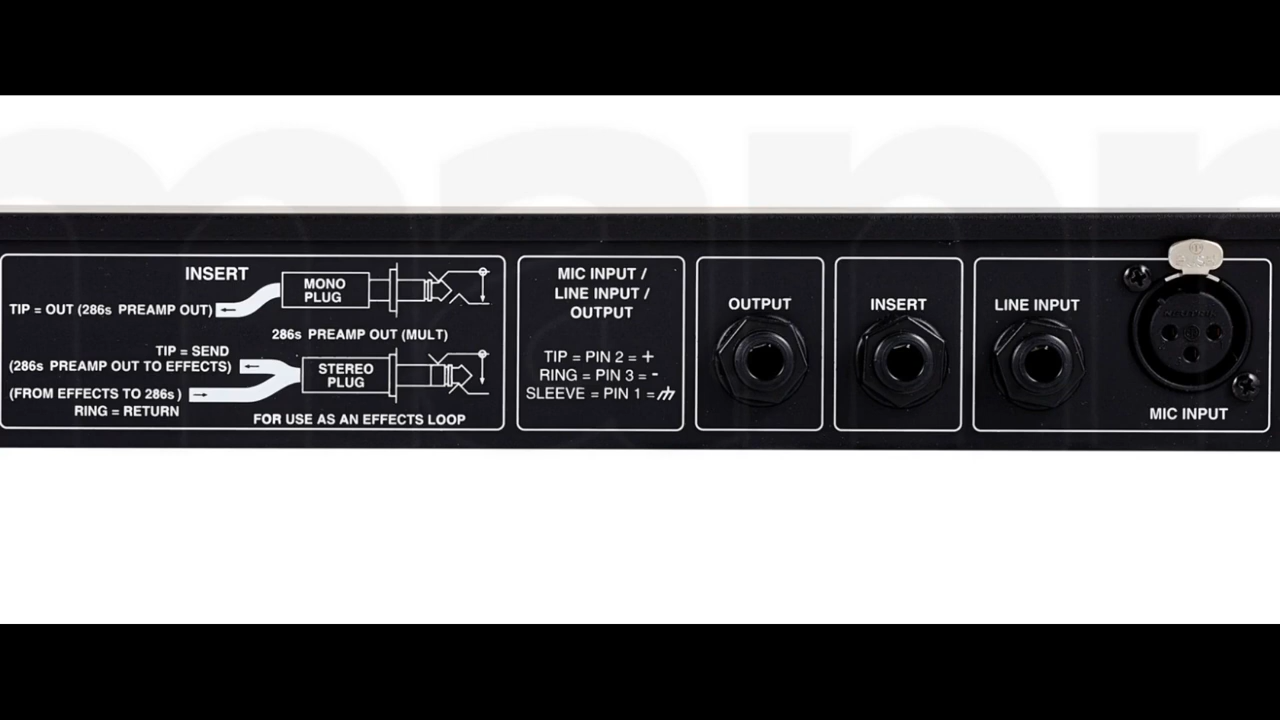 INSERT
MONO
PLUG
TIP = OUT (286s PREAMP OUT)
286s PREAMP OUT (MULT)
TIP = SEND
(286s PREAMP OUT TO EFFECTS)
STEREO
PLUG
(FROM EFFECTS TO 286s)
RING = RETURN
FOR USE AS AN EFFECTS LOOP
MIC INPUT /
LINE INPUT /
OUTPUT
TIP = PIN 2 = +
RING = PIN 3 = -
SLEEVE = PIN 1 =
OUTPUT
INSERT
LINE INPUT
MIC INPUT